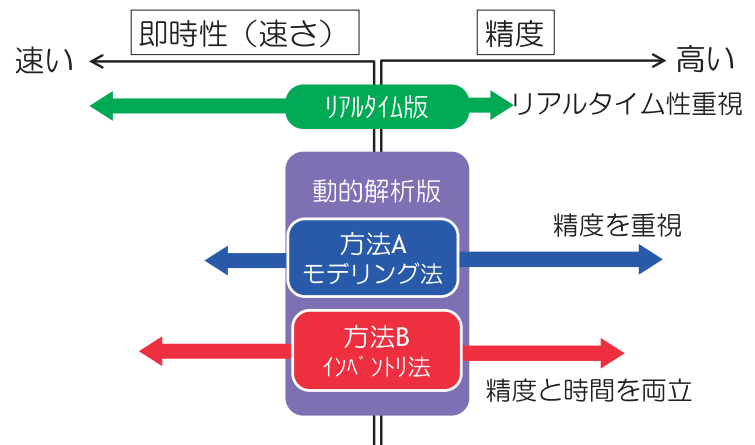 即時性（速さ）
精度
速い
高い
リアルタイム版
リアルタイム性重視
動的解析版
精度を重視
方法A
モデリング法
方法B
インベントリ法
精度と時間を両立